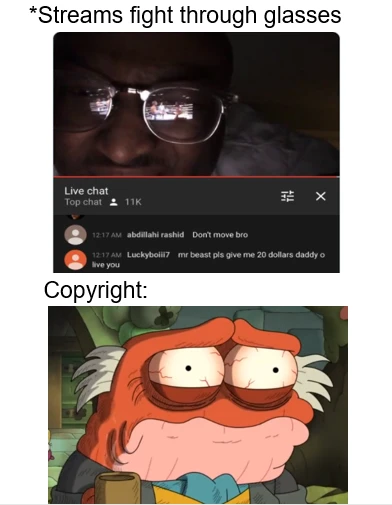 *Streams fight through glasses
Live chat
Top chat 11K
12:17 AM abdillahi rashid Don't move bro
12:17 AM Luckyboiii7 mr beast pls give me 20 dollars daddy o
live you
Copyright: